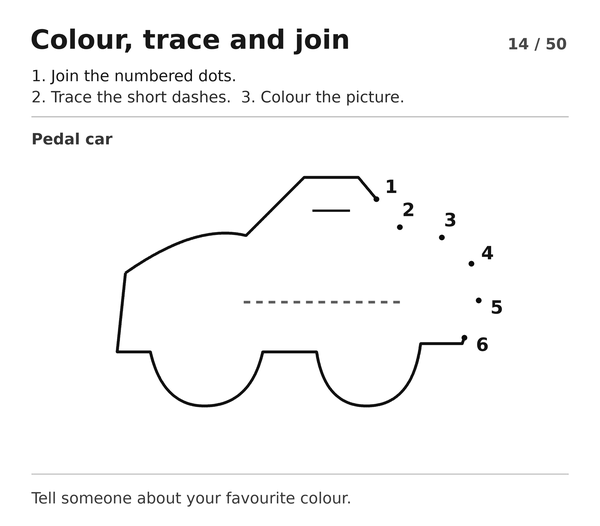 Colour, trace and join
14 / 50
1. Join the numbered dots.
2. Trace the short dashes.  3. Colour the picture.
Pedal car
1
2
3
4
5
6
Tell someone about your favourite colour.